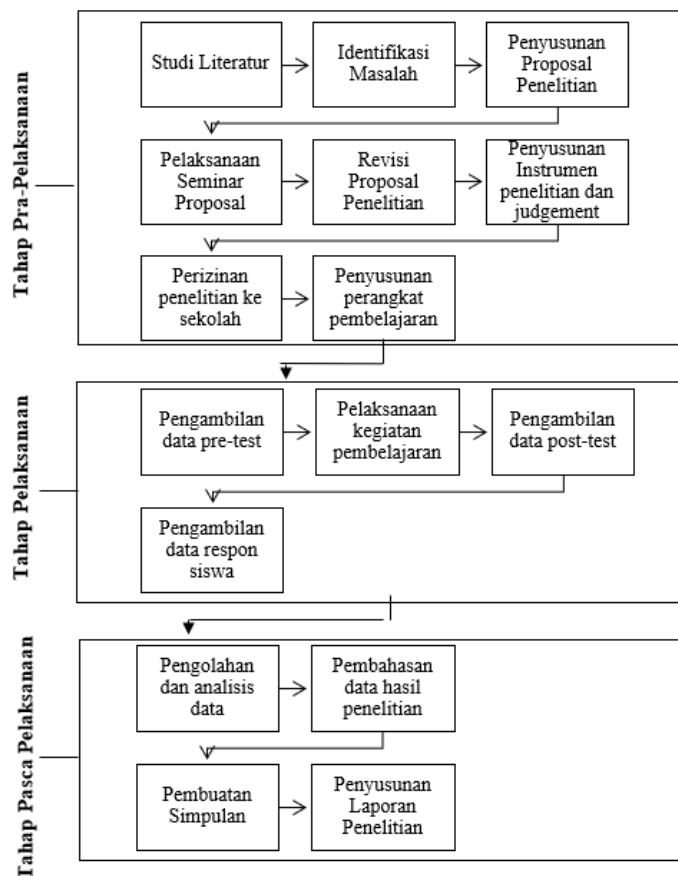 Tahap Pra-Pelaksanaan
Studi Literatur
Identifikasi
Masalah
Penyusunan
Proposal
Penelitian
Pelaksanaan
Seminar
Proposal
Revisi
Proposal
Penelitian
Penyusunan
Instrumen
penelitian dan
judgement
Perizinan
penelitian ke
sekolah
Penyusunan
perangkat
pembelajaran
Tahap Pelaksanaan
Pengambilan
data pre-test
Pelaksanaan
kegiatan
pembelajaran
Pengambilan
data post-test
Pengambilan
data respon
siswa
Tahap Pasca Pelaksanaan
Pengolahan
dan analisis
data
Pembahasan
data hasil
penelitian
Pembuatan
Simpulan
Penyusunan
Laporan
Penelitian